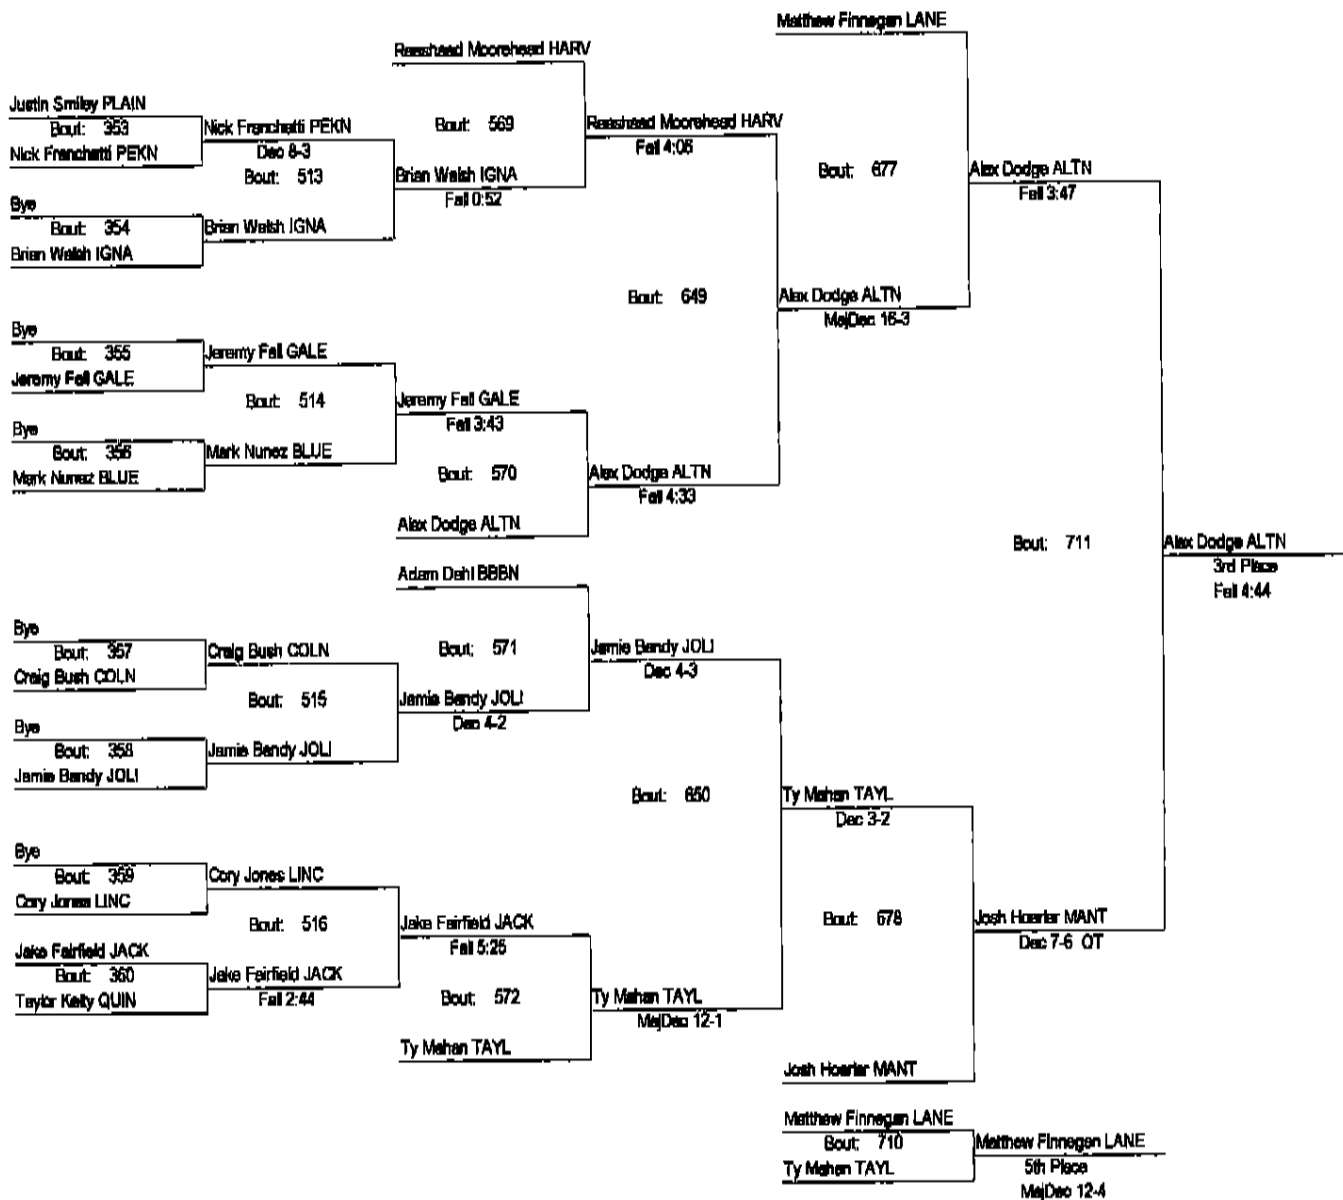 Matthew Finnegan LANE
Reashaad Moorehead HARV
Justin Smiley PLAIN
Bout: 353
Nick Franchetti PEKN
Nick Franchetti PEKN
Dec 8-3
Bout: 569
Reashaad Moorehead HARV
Fall 4:06
Bout: 513
Brian Walsh IGNA
Fall 0:52
Bout: 677
Alex Dodge ALTN
Fall 3:47
Bye
Bout: 354
Brian Walsh IGNA
Brian Walsh IGNA
Bout: 649
Alex Dodge ALTN
MajDec 16-3
Bye
Bout: 355
Jeremy Fall GALE
Jeremy Fall GALE
Bout: 514
Jeremy Fall GALE
Fall 3:43
Bye
Bout: 356
Mark Nunez BLUE
Mark Nunez BLUE
Bout: 570
Alex Dodge ALTN
Fall 4:33
Alex Dodge ALTN
Bout: 711
Alex Dodge ALTN
3rd Place
Fall 4:44
Adam Dahl BBBN
Bye
Bout: 357
Craig Bush COLN
Craig Bush COLN
Bout: 571
Jamie Bandy JOLI
Dec 4-3
Bout: 515
Jamie Bandy JOLI
Dec 4-2
Bye
Bout: 358
Jamie Bandy JOLI
Jamie Bandy JOLI
Bout: 650
Ty Mahan TAYL
Dec 3-2
Bye
Bout: 359
Cory Jones LINC
Cory Jones LINC
Bout: 516
Jake Fairfield JACK
Fall 5:25
Bout: 678
Josh Hoerler MANT
Dec 7-6 OT
Jake Fairfield JACK
Bout: 360
Taylor Kelly QUIN
Jake Fairfield JACK
Fall 2:44
Bout: 572
Ty Mahan TAYL
MajDec 12-1
Ty Mahan TAYL
Josh Hoerler MANT
Matthew Finnegan LANE
Bout: 710
Ty Mahan TAYL
Matthew Finnegan LANE
5th Place
MajDec 12-4